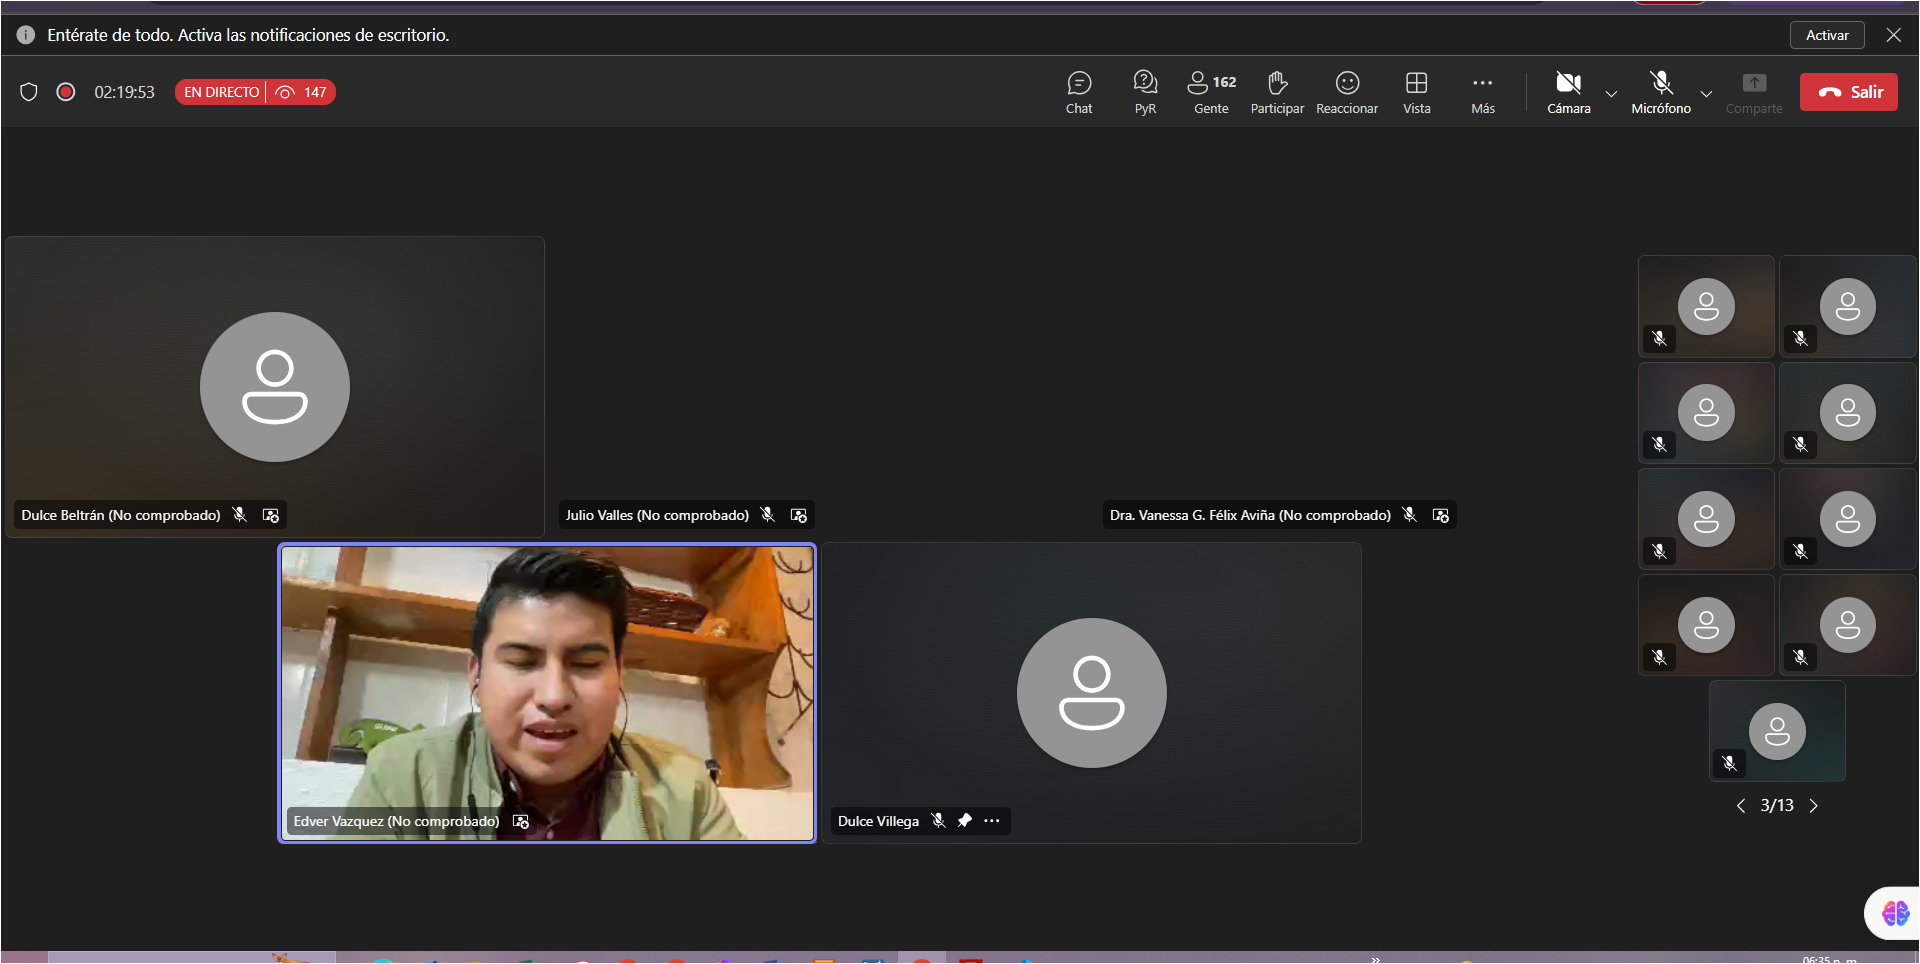 Entérate de todo. Activa las notificaciones de escritorio.
Activar
02:19:53
EN DIRECTO 147
162
Chat PyR Gente Participar Reaccionar Vista Más Cámara Micrófono Comparte Salir
Dulce Beltrán (No comprobado)
Julio Valles (No comprobado)
Dra. Vanessa G. Félix Aviña (No comprobado)
Edver Vazquez (No comprobado)
Dulce Villega
3/13
06:35 p. m.